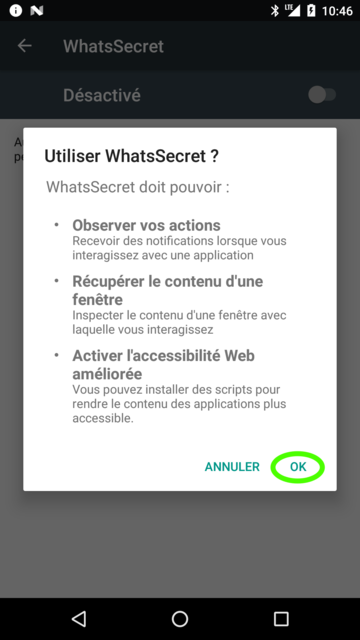 LTE 10:46
WhatsSecret
Désactivé
Utiliser WhatsSecret ?
WhatsSecret doit pouvoir :
• Observer vos actions
Recevoir des notifications lorsque vous
interagissez avec une application
• Récupérer le contenu d'une
fenêtre
Inspecter le contenu d'une fenêtre avec
laquelle vous interagissez
• Activer l'accessibilité Web
améliorée
Vous pouvez installer des scripts pour
rendre le contenu des applications plus
accessible.
ANNULER OK